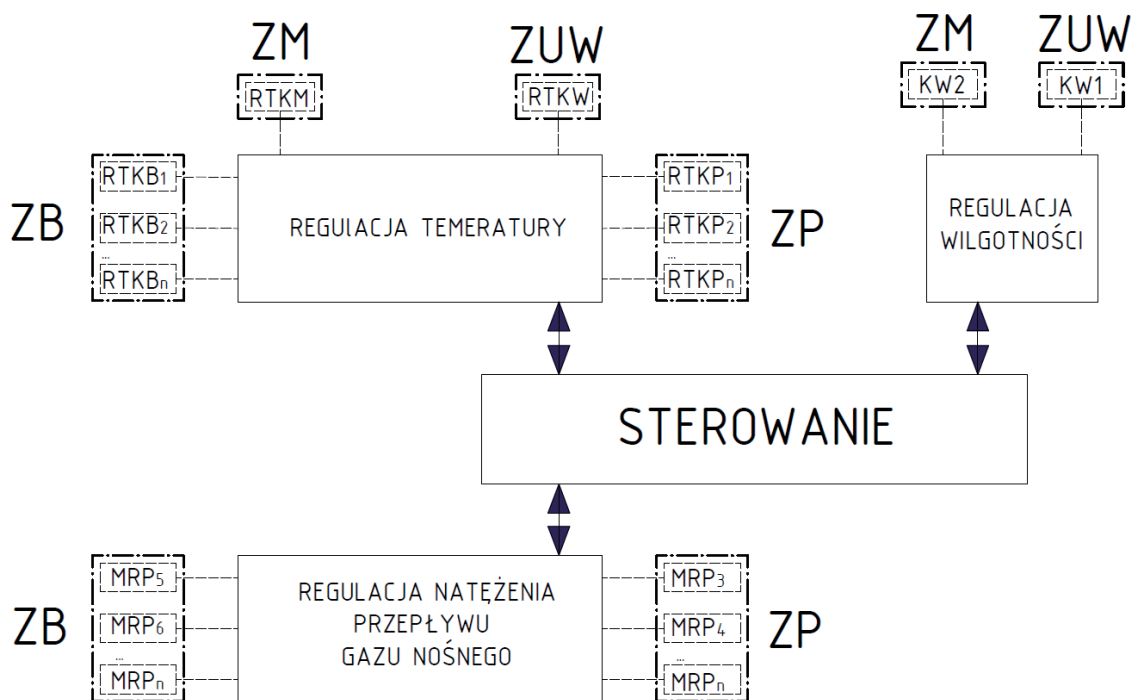 ZM
ZUW
ZM
ZUW
RTKM
RTKW
KW2
KW1
ZB
RTKB1
RTKB2
...
RTKBn
REGUlACJA TEMERATURY
RTKP1
RTKP2
...
RTKPn
ZP
REGULACJA
WILGOTNOŚCI
STEROWANIE
ZB
MRP5
MRP6
...
MRPn
REGULACJA NATĘŻENIA
PRZEPŁYWU
GAZU NOŚNEGO
MRP3
MRP4
...
MRPn
ZP